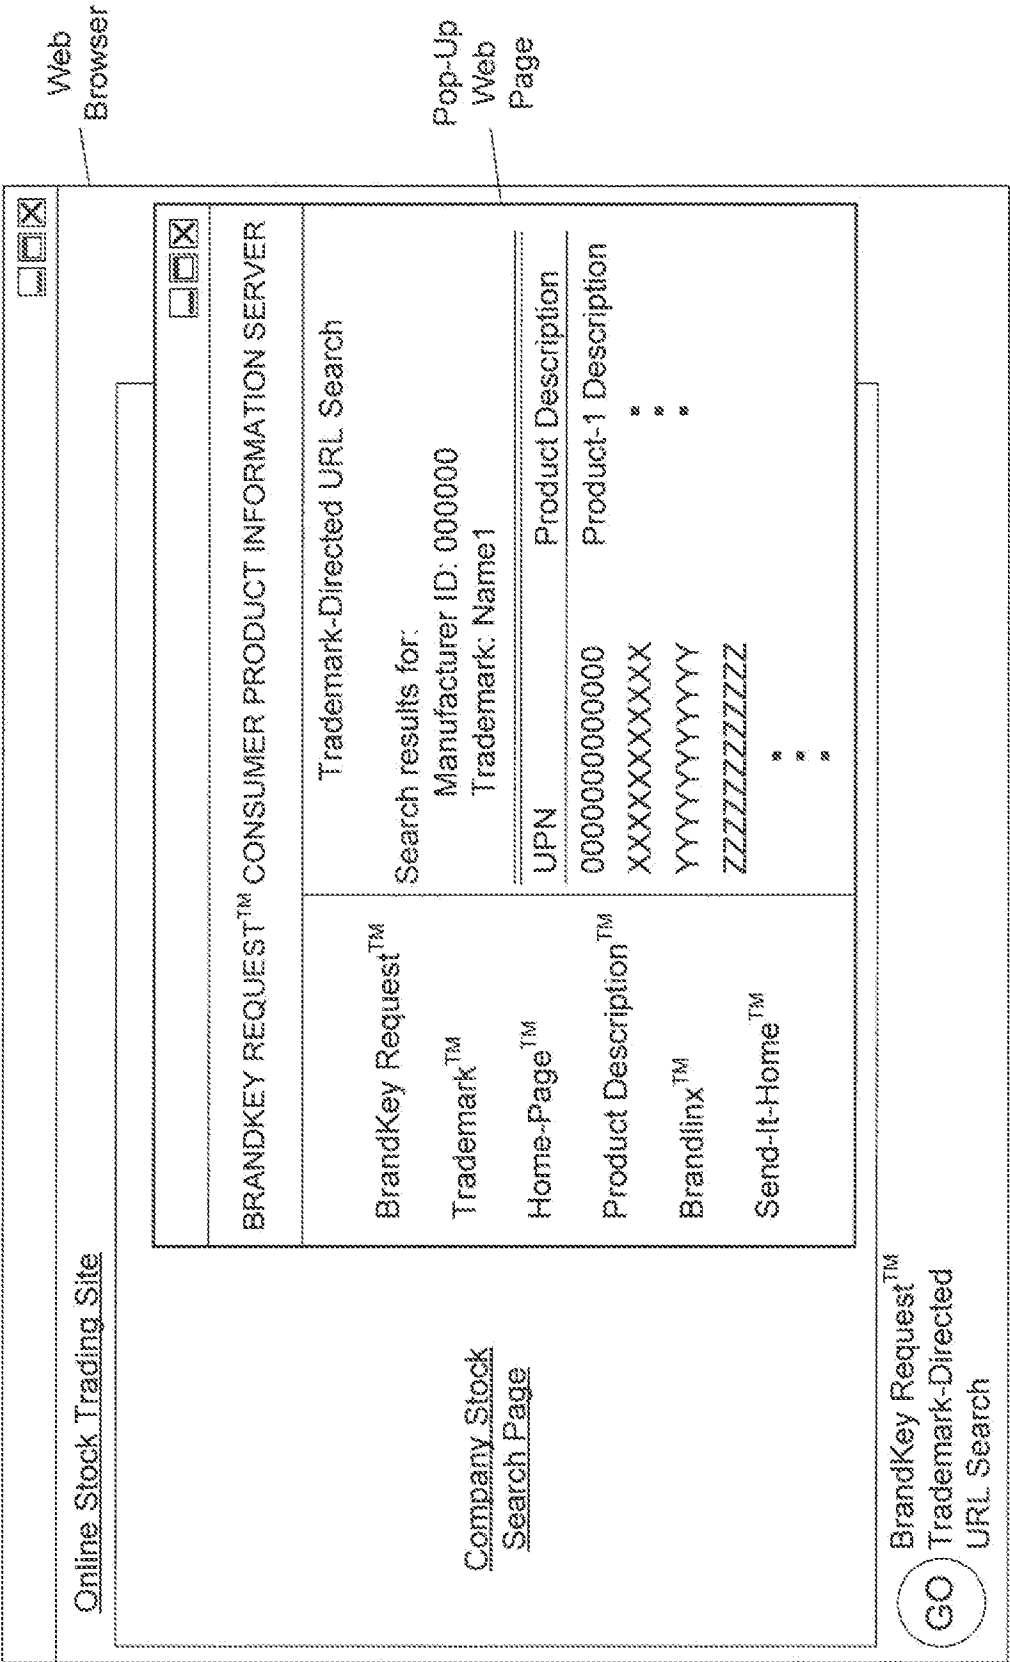 Web
Browser
Online Stock Trading Site
Pop-Up
Web
Page
BRANDKEY REQUEST™ CONSUMER PRODUCT INFORMATION SERVER
BrandKey Request™
Trademark™
Home-Page™
Product Description™
Brandlinx™
Send-It-Home™
Trademark-Directed URL Search
Search results for:
Manufacturer ID: 000000
Trademark: Name1
UPN Product Description
000000000000 Product-1 Description
XXXXXXXXXXX
YYYYYYYYYYY
ZZZZZZZZZZZZ
Company Stock
Search Page
GO
BrandKey Request™
Trademark-Directed
URL Search